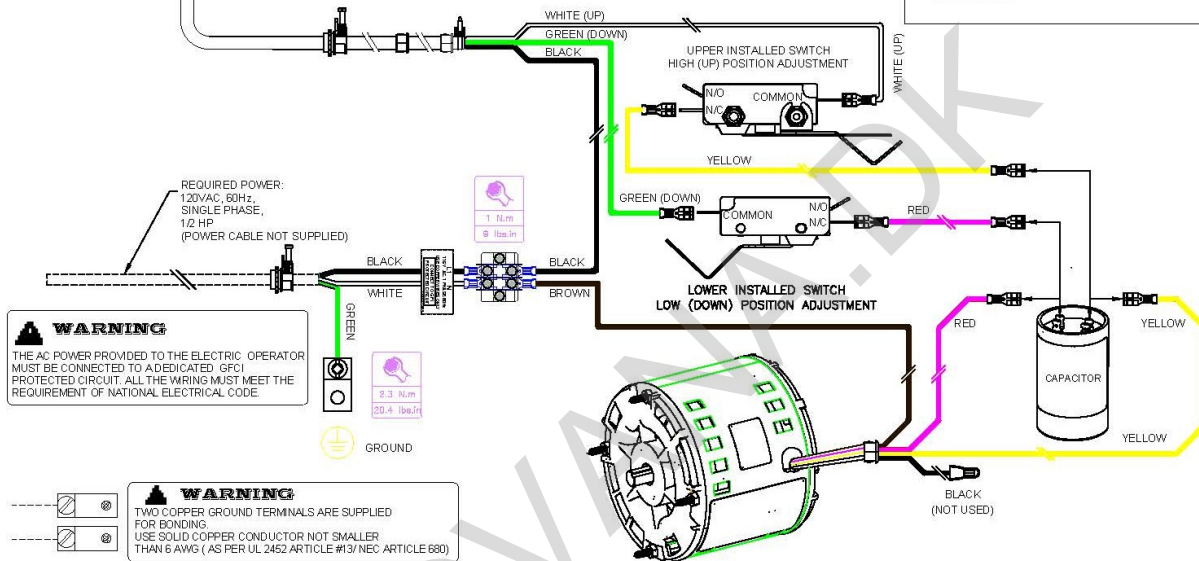 WHITE (UP)
GREEN (DOWN)
BLACK
UPPER INSTALLED SWITCH
HIGH (UP) POSITION ADJUSTMENT
WHITE (UP)
N/O
COMMON
N/C
YELLOW
REQUIRED POWER:
120VAC, 60Hz,
SINGLE PHASE,
1/2 HP
(POWER CABLE NOT SUPPLIED)
1 N.m
9 lbs.in
GREEN (DOWN)
COMMON
N/O
N/C
RED
BLACK
WHITE
L1
N
BLACK
BROWN
LOWER INSTALLED SWITCH
LOW (DOWN) POSITION ADJUSTMENT
GREEN
RED
YELLOW
WARNING
THE AC POWER PROVIDED TO THE ELECTRIC OPERATOR
MUST BE CONNECTED TO A DEDICATED GFCI
PROTECTED CIRCUIT. ALL THE WIRING MUST MEET THE
REQUIREMENT OF NATIONAL ELECTRICAL CODE.
2.3 N.m
20.4 lbs.in
CAPACITOR
GROUND
YELLOW
BLACK
(NOT USED)
WARNING
TWO COPPER GROUND TERMINALS ARE SUPPLIED
FOR BONDING.
USE SOLID COPPER CONDUCTOR NOT SMALLER
THAN 6 AWG ( AS PER UL 2452 ARTICLE #13/ NEC ARTICLE 680)
VANA.DK